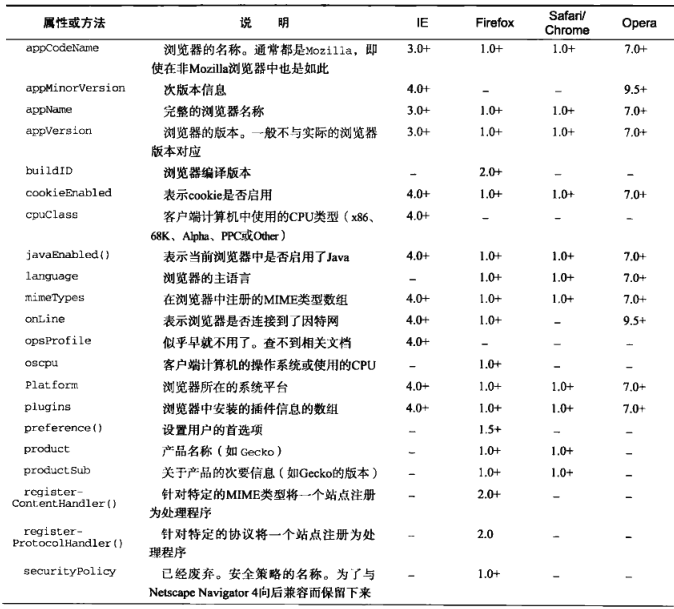 属性或方法 说 明 IE Firefox Safari/ Opera
Chrome
appCodeName 浏览器的名称。通常都是Mozilla，即 3.0+ 1.0+ 1.0+ 7.0+
使在非Mozilla浏览器中也是如此
appMinorVersion 次版本信息 4.0+ – – 9.5+
appName 完整的浏览器名称 3.0+ 1.0+ 1.0+ 7.0+
appVersion 浏览器的版本。一般不与实际的浏览器 3.0+ 1.0+ 1.0+ 7.0+
版本对应
buildID 浏览器编译版本 – 2.0+ – –
cookieEnabled 表示cookie是否启用 4.0+ 1.0+ 1.0+ 7.0+
cpuClass 客户端计算机中使用的CPU类型（x86、 4.0+ – – –
68K、Alpha、PPC或Other）
javaEnabled() 表示当前浏览器中是否启用了Java 4.0+ 1.0+ 1.0+ 7.0+
language 浏览器的主语言 – 1.0+ 1.0+ 7.0+
mimeTypes 在浏览器中注册的MIME类型数组 4.0+ 1.0+ 1.0+ 7.0+
onLine 表示浏览器是否连接到了因特网 4.0+ 1.0+ – 9.5+
opsProfile 似乎早就不用了。查不到相关文档 4.0+ – – –
oscpu 客户端计算机的操作系统或使用的CPU – 1.0+ – –
Platform 浏览器所在的系统平台 4.0+ 1.0+ 1.0+ 7.0+
plugins 浏览器中安装的插件信息的数组 4.0+ 1.0+ 1.0+ 7.0+
preference() 设置用户的首选项 – 1.5+ – –
product 产品名称（如 Gecko） – 1.0+ 1.0+ –
productSub 关于产品的次要信息（如Gecko的版本） – 1.0+ 1.0+ –
register- 针对特定的MIME类型将一个站点注册 – 2.0+ – –
ContentHandler() 为处理程序
register- 针对特定的协议将一个站点注册为处 – 2.0 – –
ProtocolHandler() 理程序
securityPolicy 已经废弃。安全策略的名称。为了与 – 1.0+ – –
Netscape Navigator 4向后兼容而保留下来